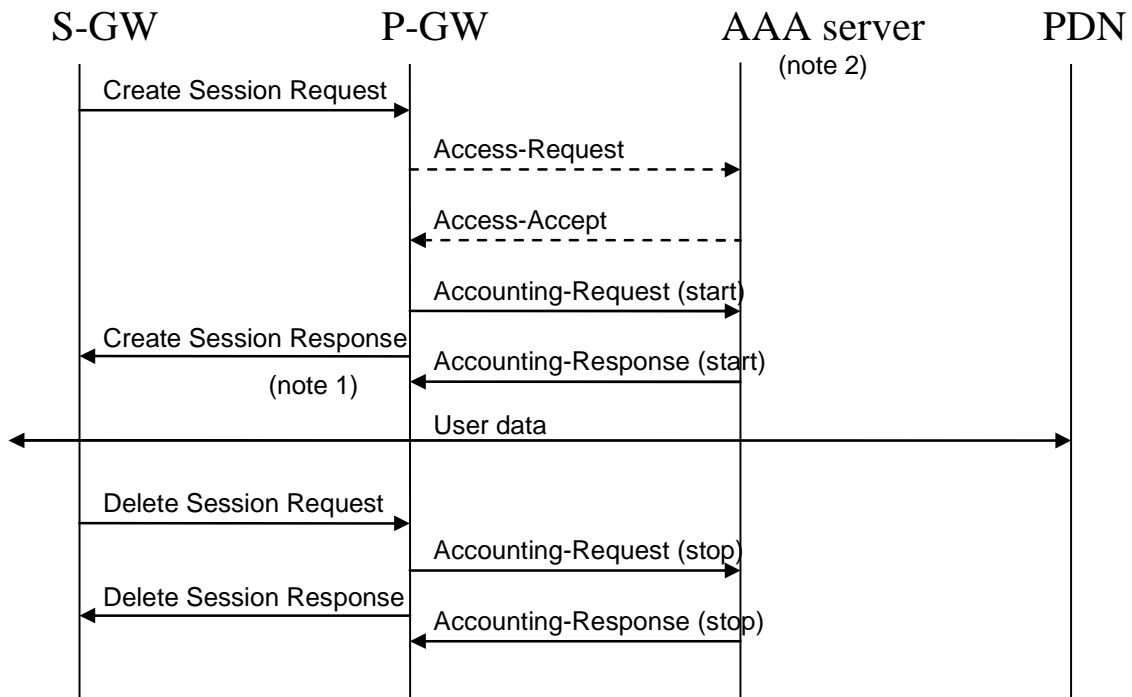 S-GW
P-GW
AAA server
PDN
(note 2)
Create Session Request
Access-Request
Access-Accept
Accounting-Request (start)
Create Session Response
Accounting-Response (start)
(note 1)
User data
Delete Session Request
Accounting-Request (stop)
Delete Session Response
Accounting-Response (stop)